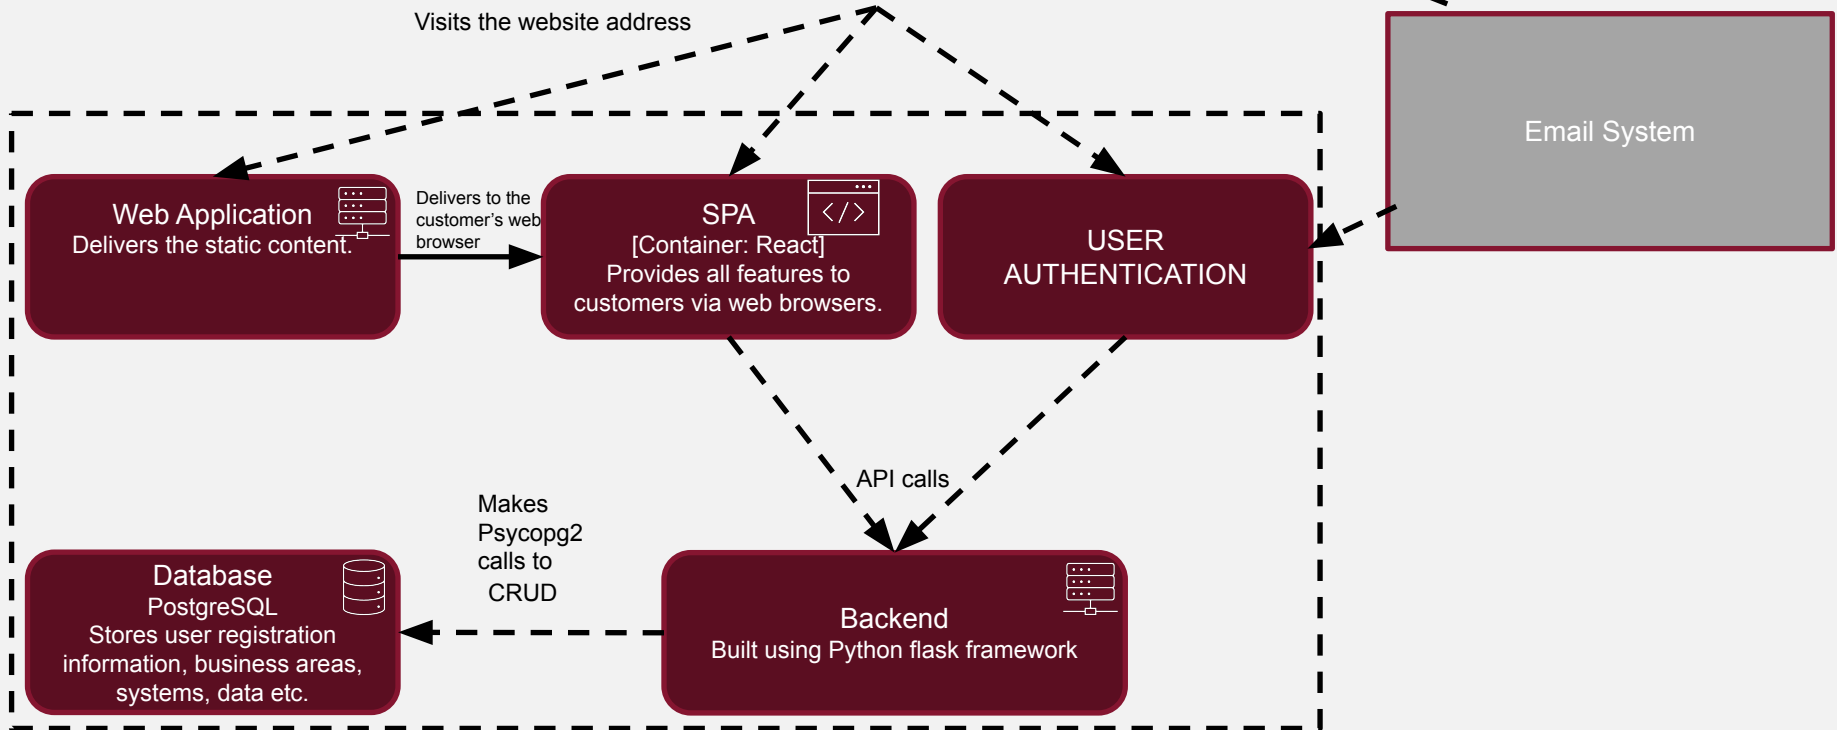 Visits the website address
Email System
Web Application
Delivers the static content.
Delivers to the
customer's web
browser
SPA
[Container: React]
Provides all features to
customers via web browsers.
USER
AUTHENTICATION
API calls
Makes
Psycopg2
calls to
CRUD
Database
PostgreSQL
Stores user registration
information, business areas,
systems, data etc.
Backend
Built using Python flask framework